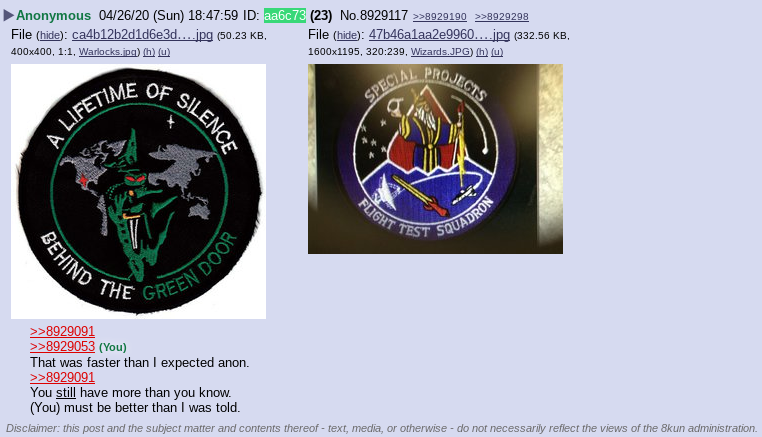 ▶Anonymous 04/26/20 (Sun) 18:47:59 ID: aa6c73 (23) No.8929117 >>8929190 >>8929298
File (hide): ca4b12b2d1d6e3d….jpg (50.23 KB,
400x400, 1:1, Warlocks.jpg) (h) (u)
File (hide): 47b46a1aa2e9960….jpg (332.56 KB,
1600x1195, 320:239, Wizards.JPG) (h) (u)
A LIFETIME OF SILENCE
BEHIND THE GREEN DOOR
SPECIAL PROJECTS
FLIGHT TEST SQUADRON
>>8929091
>>8929053 (You)
That was faster than I expected anon.
>>8929091
You still have more than you know.
(You) must be better than I was told.
Disclaimer: this post and the subject matter and contents thereof - text, media, or otherwise - do not necessarily reflect the views of the 8kun administration.